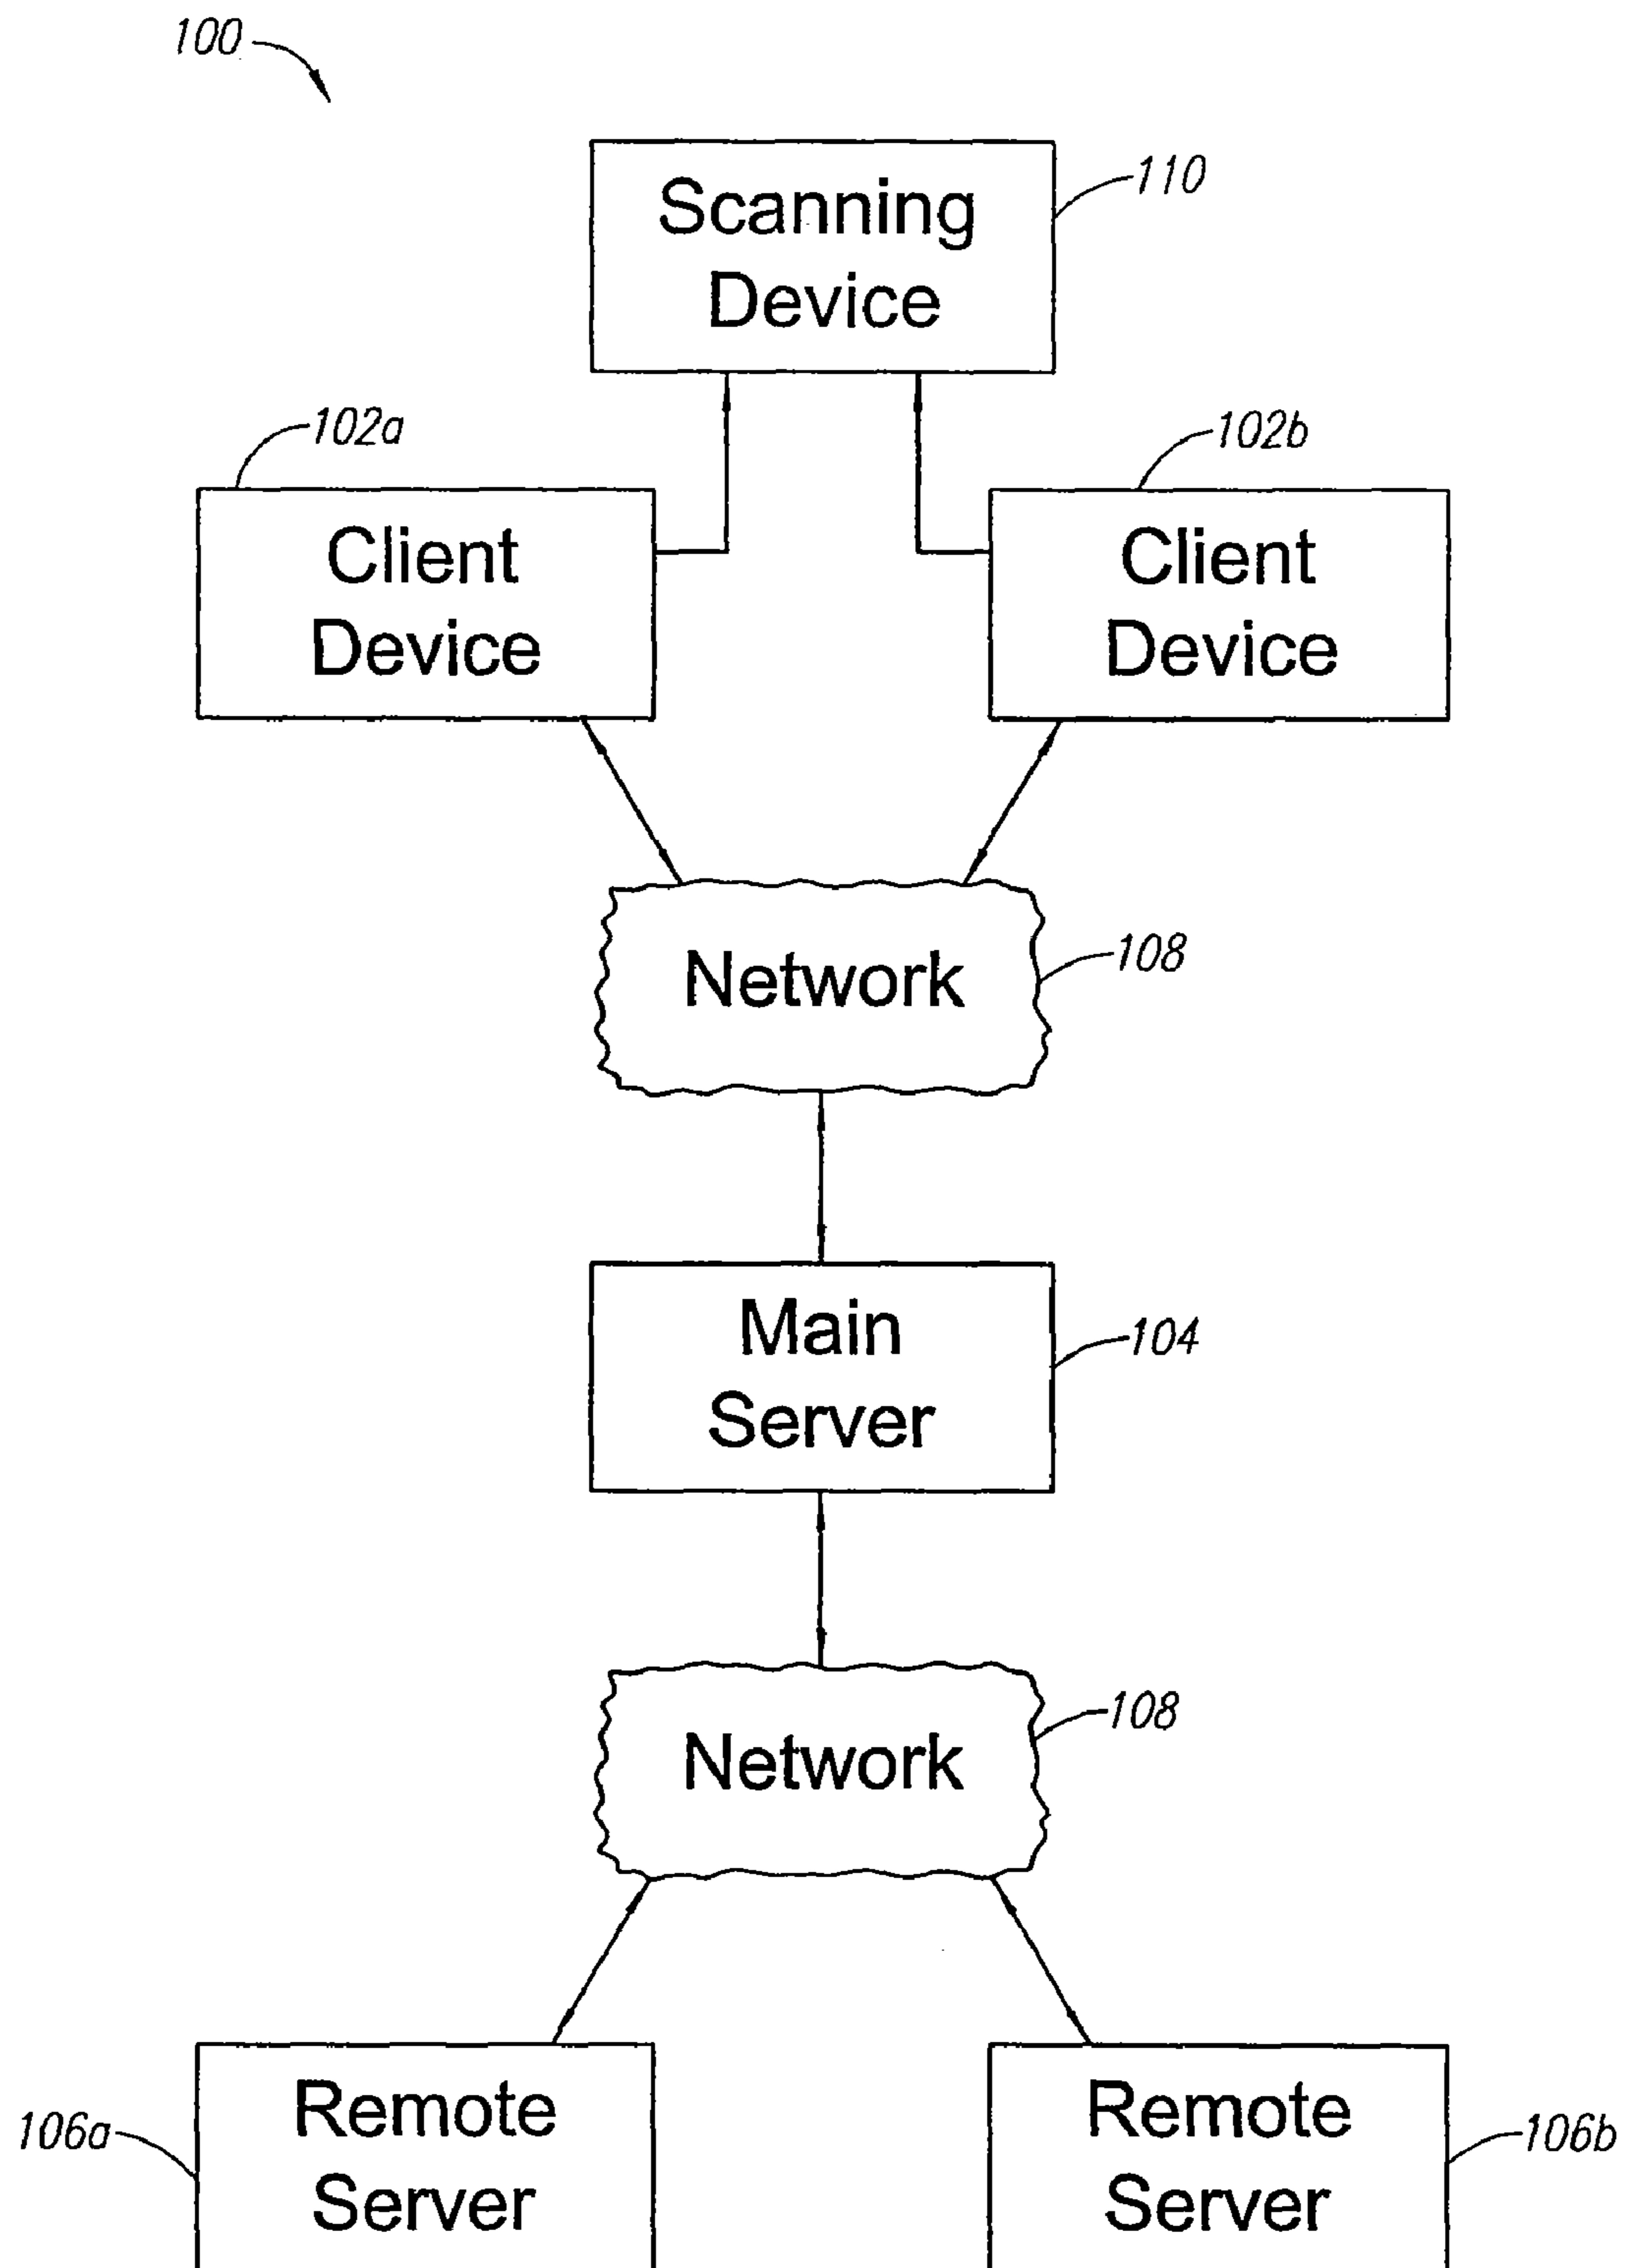 100
Scanning
Device
110
102a
102b
Client
Device
Client
Device
Network
108
Main
Server
104
Network
108
Remote
Server
Remote
Server
106a
106b